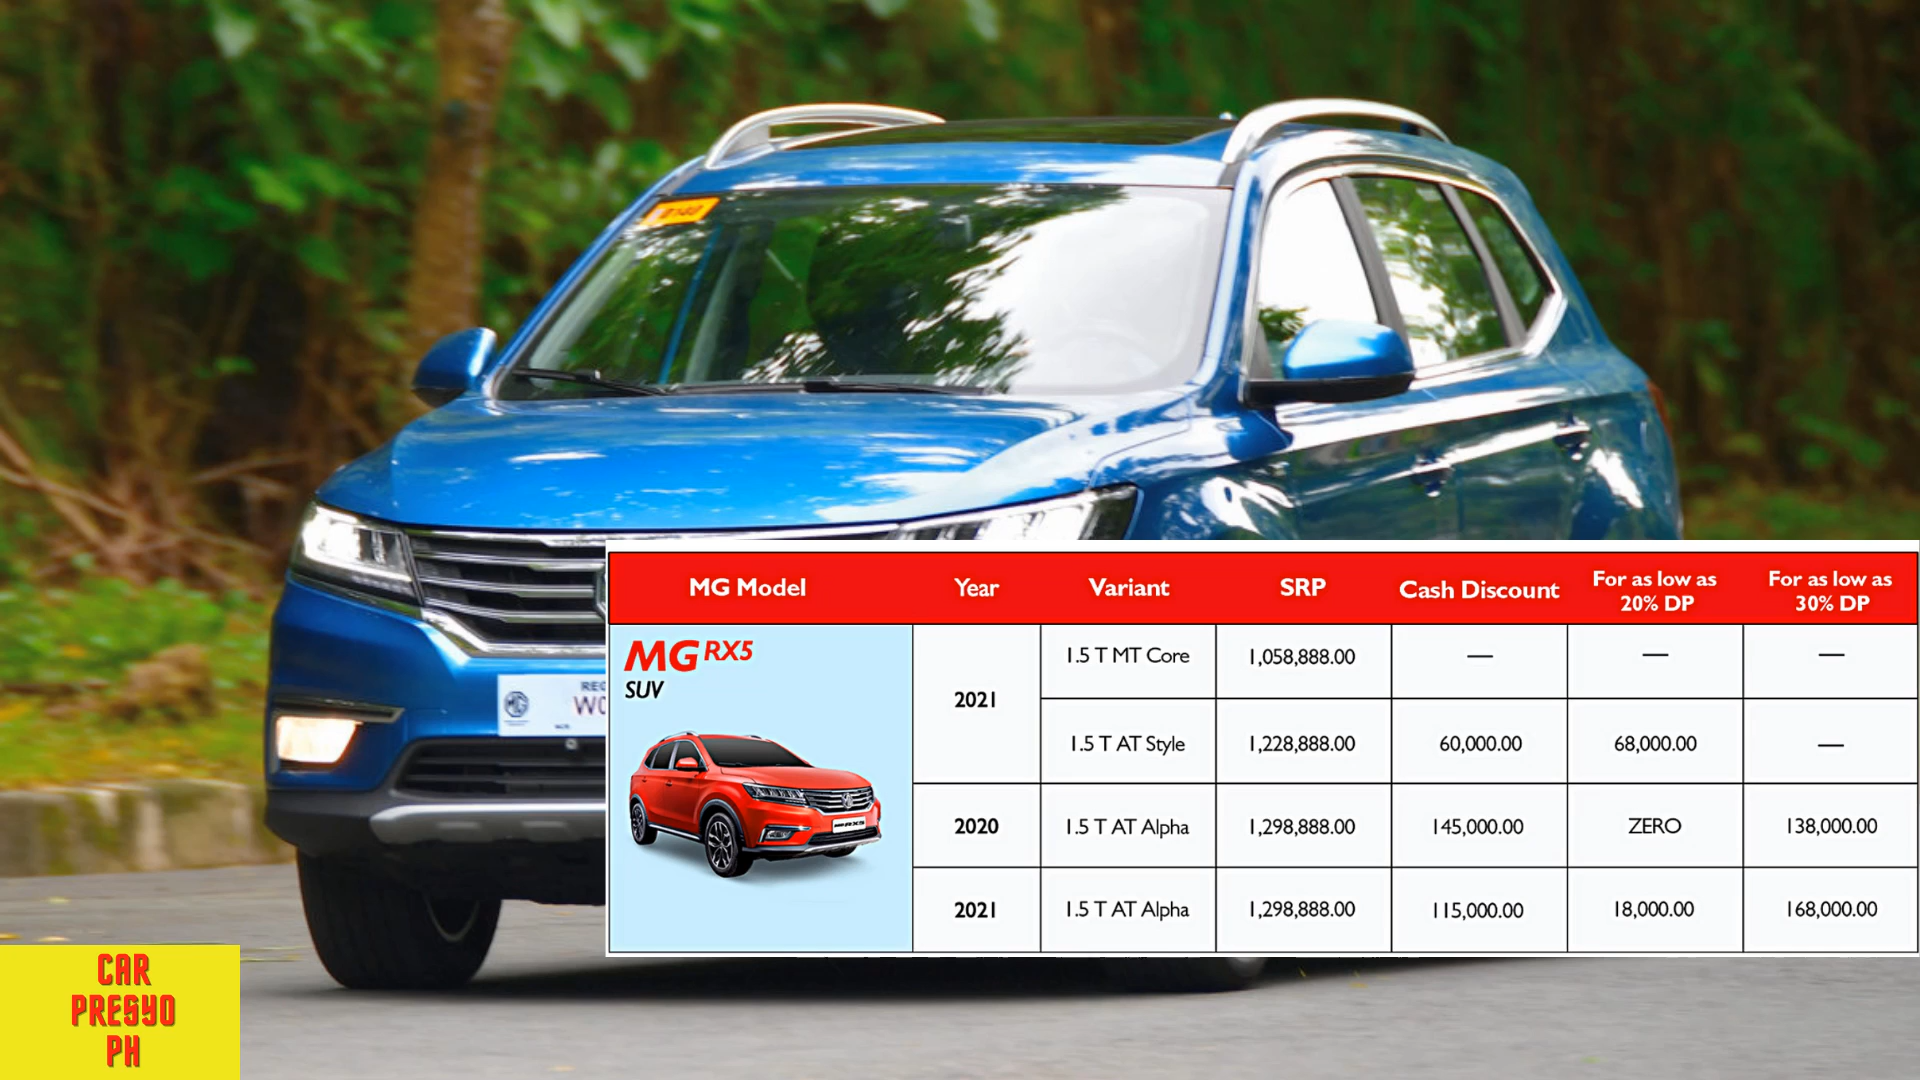 MG Model Year Variant SRP Cash Discount For as low as 20% DP For as low as 30% DP
MG RX5
SUV
2021 1.5 T MT Core 1,058,888.00 — — —
1.5 T AT Style 1,228,888.00 60,000.00 68,000.00 —
2020 1.5 T AT Alpha 1,298,888.00 145,000.00 ZERO 138,000.00
2021 1.5 T AT Alpha 1,298,888.00 115,000.00 18,000.00 168,000.00
CAR
PRESYO
PH